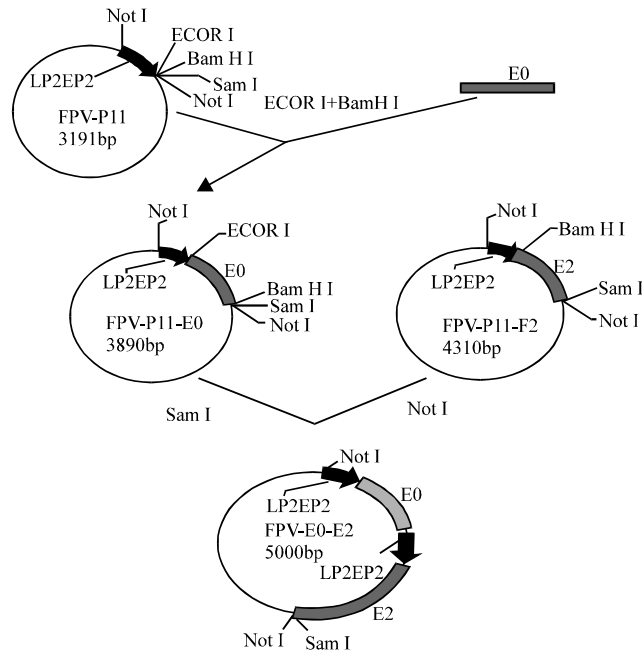 Not I
ECOR I
Bam H I
LP2EP2
Sam I
Not I
FPV-P11
3191bp
ECOR I+BamH I
E0
Not I
ECOR I
LP2EP2
E0
Bam H I
Sam I
Not I
FPV-P11-E0
3890bp
Not I
Bam H I
LP2EP2
E2
Sam I
Not I
FPV-P11-F2
4310bp
Sam I
Not I
Not I
LP2EP2
E0
FPV-E0-E2
5000bp
LP2EP2
E2
Not I
Sam I